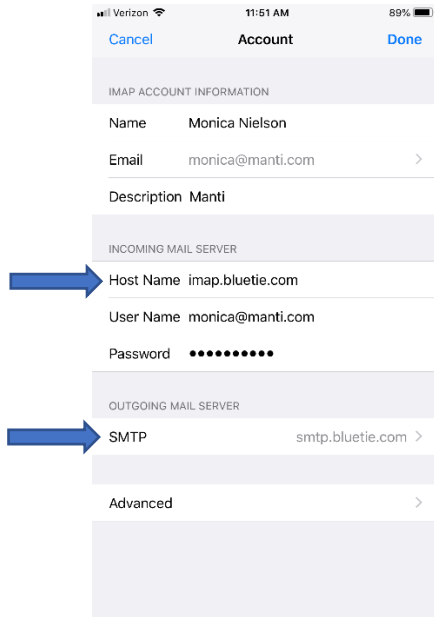 Verizon 11:51 AM 89%
Cancel Account Done
IMAP ACCOUNT INFORMATION
Name Monica Nielson
Email monica@manti.com
Description Manti
INCOMING MAIL SERVER
Host Name imap.bluetie.com
User Name monica@manti.com
Password ●●●●●●●●●●
OUTGOING MAIL SERVER
SMTP smtp.bluetie.com
Advanced